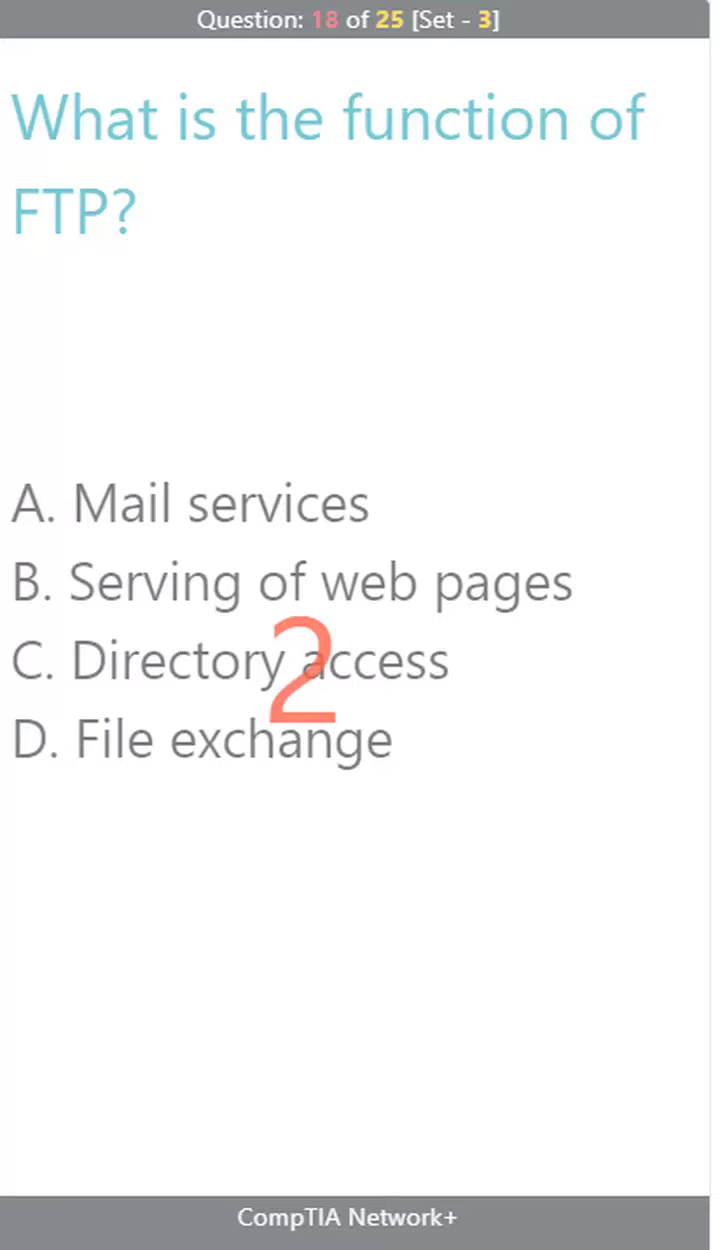 Question: 18 of 25 [Set - 3]
What is the function of
FTP?
A. Mail services
B. Serving of web pages
C. Directory access
2
D. File exchange
CompTIA Network+